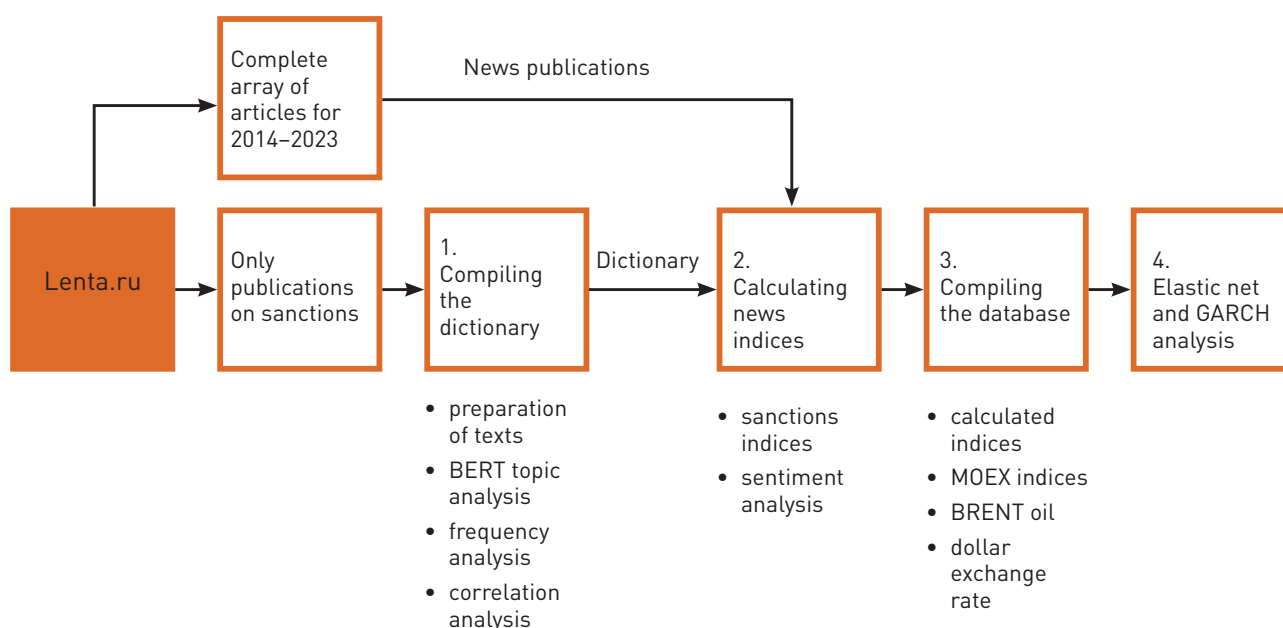 Complete
array of
articles for
2014–2023
News publications
Lenta.ru
Only
publications
on sanctions
1.
Compiling
the
dictionary
Dictionary
2.
Calculating
news
indices
3.
Compiling
the database
4.
Elastic net
and GARCH
analysis
• preparation
of texts
• BERT topic
analysis
• frequency
analysis
• correlation
analysis
• sanctions
indices
• sentiment
analysis
• calculated
indices
• MOEX indices
• BRENT oil
• dollar
exchange
rate